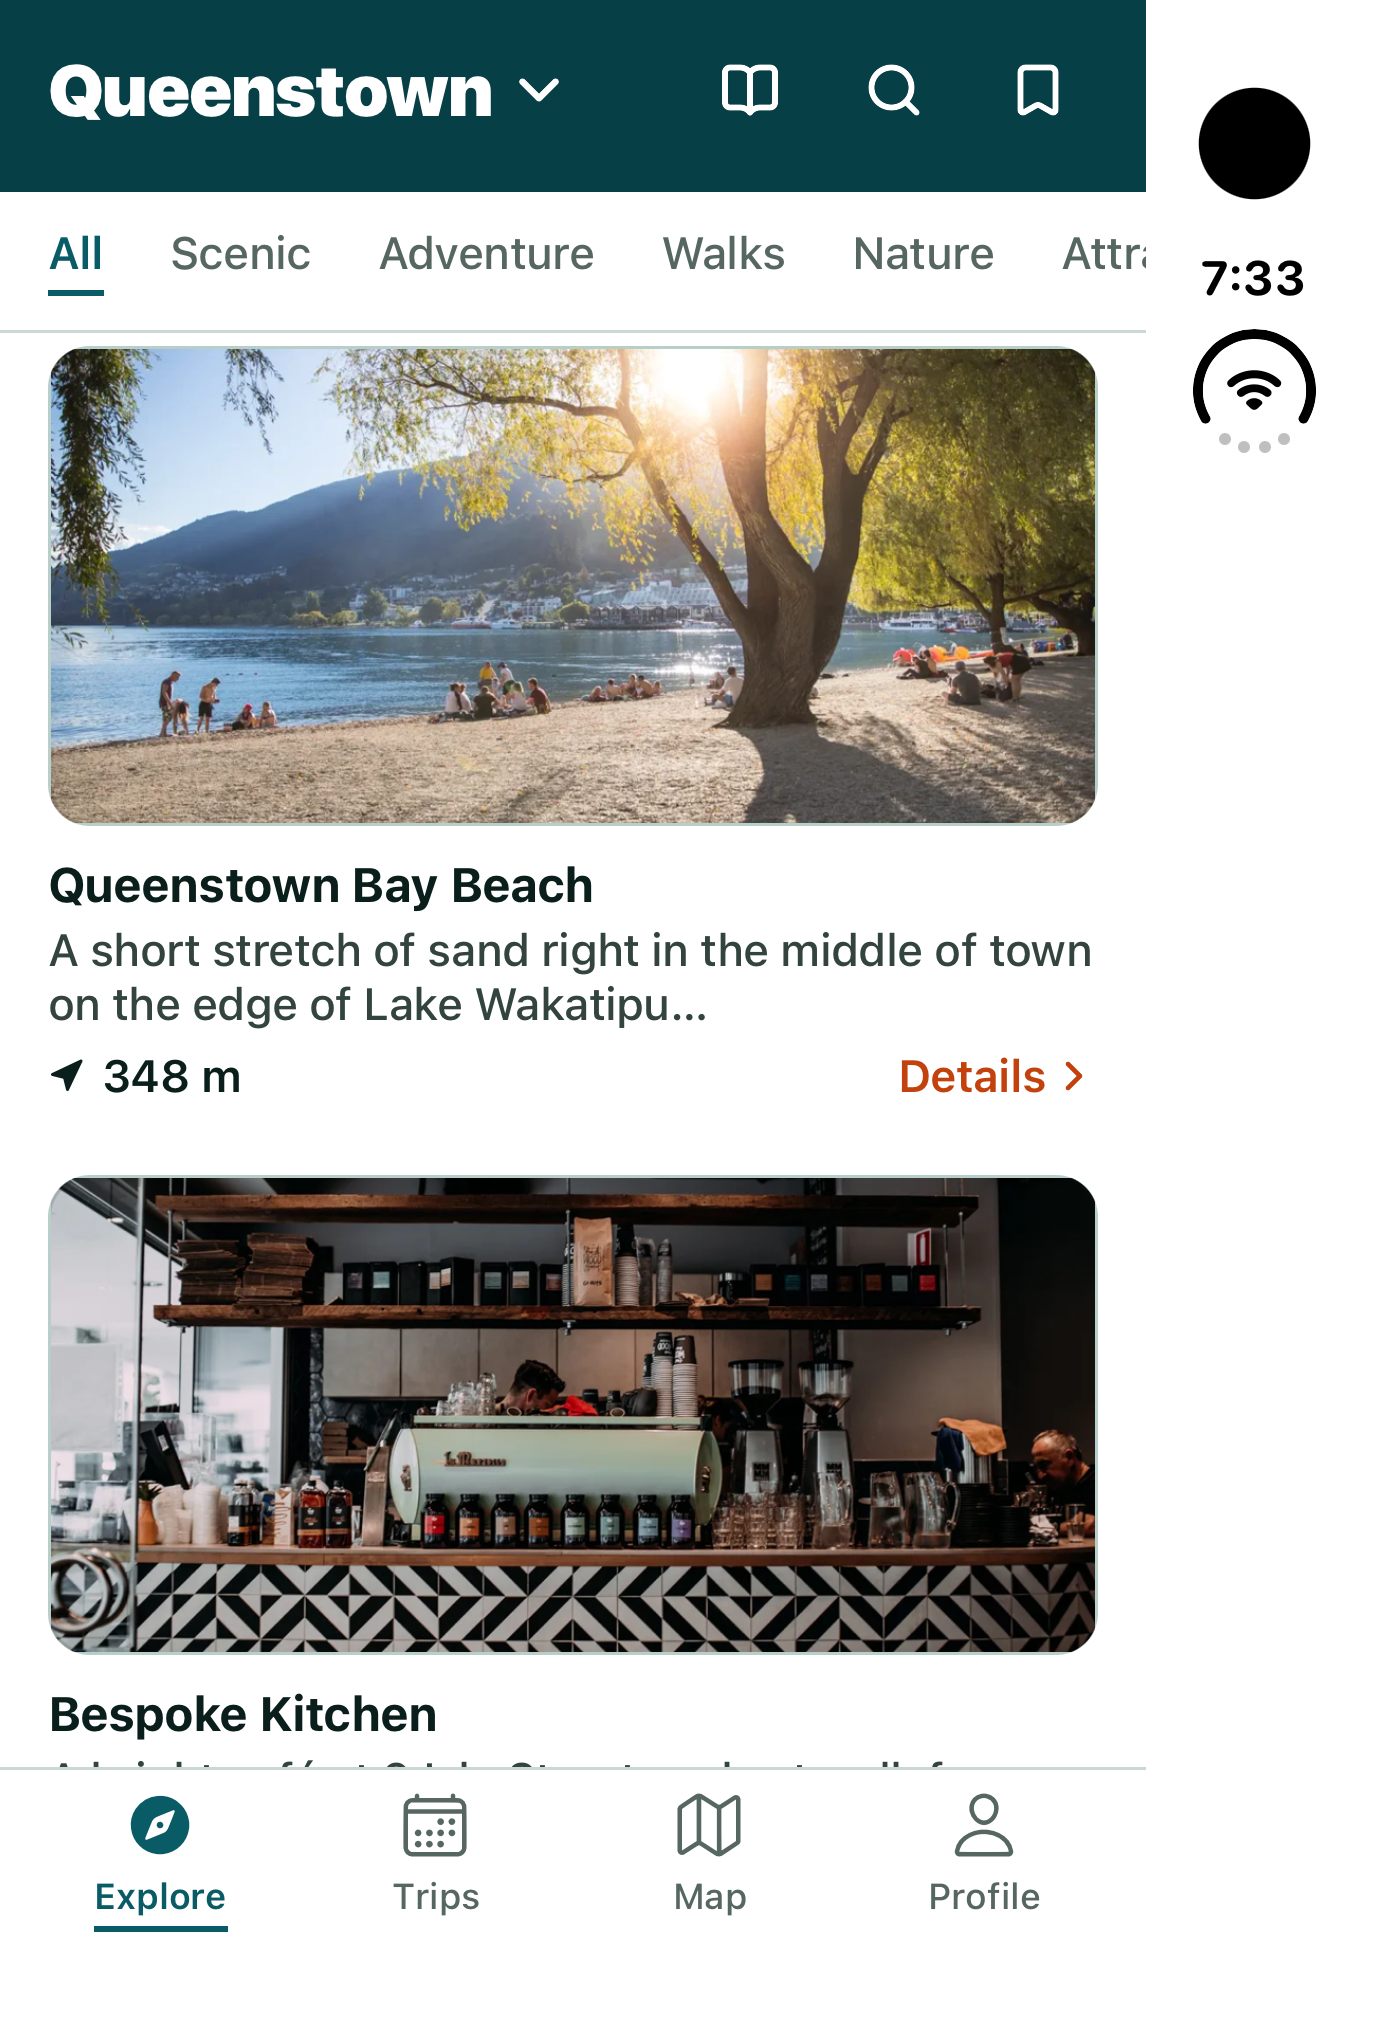 Queenstown
7:33
All Scenic Adventure Walks Nature Attra
Queenstown Bay Beach
A short stretch of sand right in the middle of town
on the edge of Lake Wakatipu...
348 m Details
Bespoke Kitchen
Explore Trips Map Profile